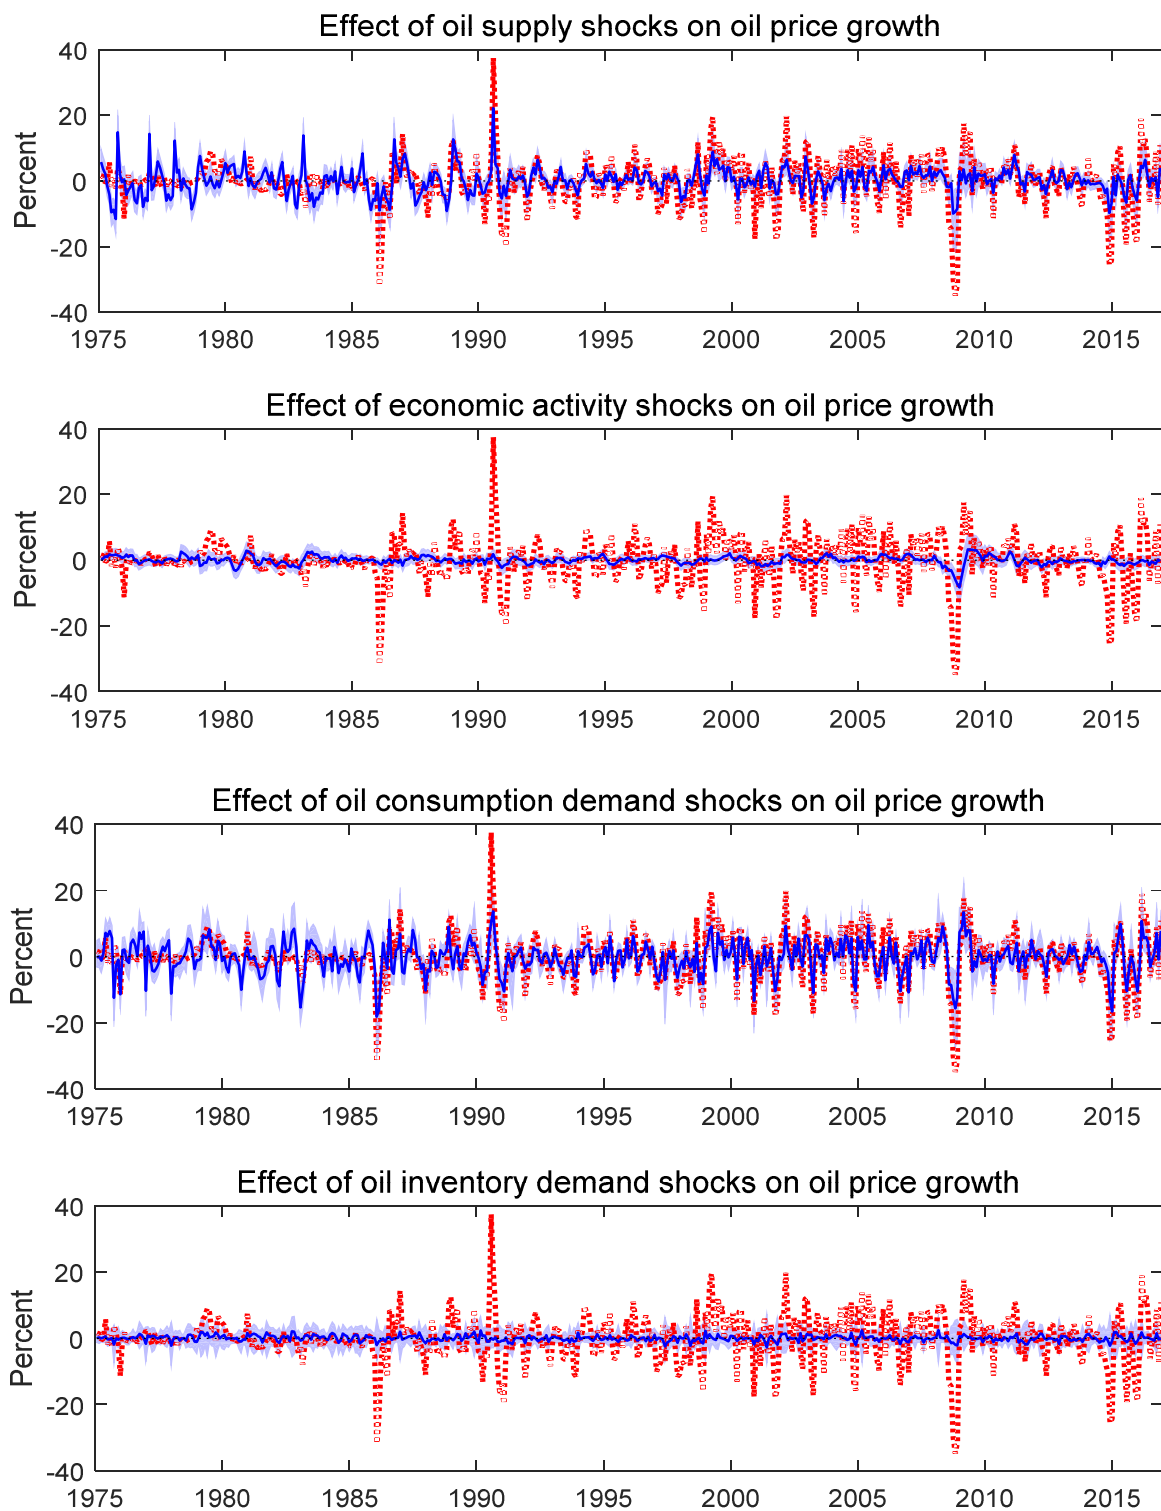 Effect of oil supply shocks on oil price growth
40
20
0
-20
-40
Percent
1975 1980 1985 1990 1995 2000 2005 2010 2015
Effect of economic activity shocks on oil price growth
40
20
0
-20
-40
Percent
1975 1980 1985 1990 1995 2000 2005 2010 2015
Effect of oil consumption demand shocks on oil price growth
40
20
0
-20
-40
Percent
1975 1980 1985 1990 1995 2000 2005 2010 2015
Effect of oil inventory demand shocks on oil price growth
40
20
0
-20
-40
Percent
1975 1980 1985 1990 1995 2000 2005 2010 2015